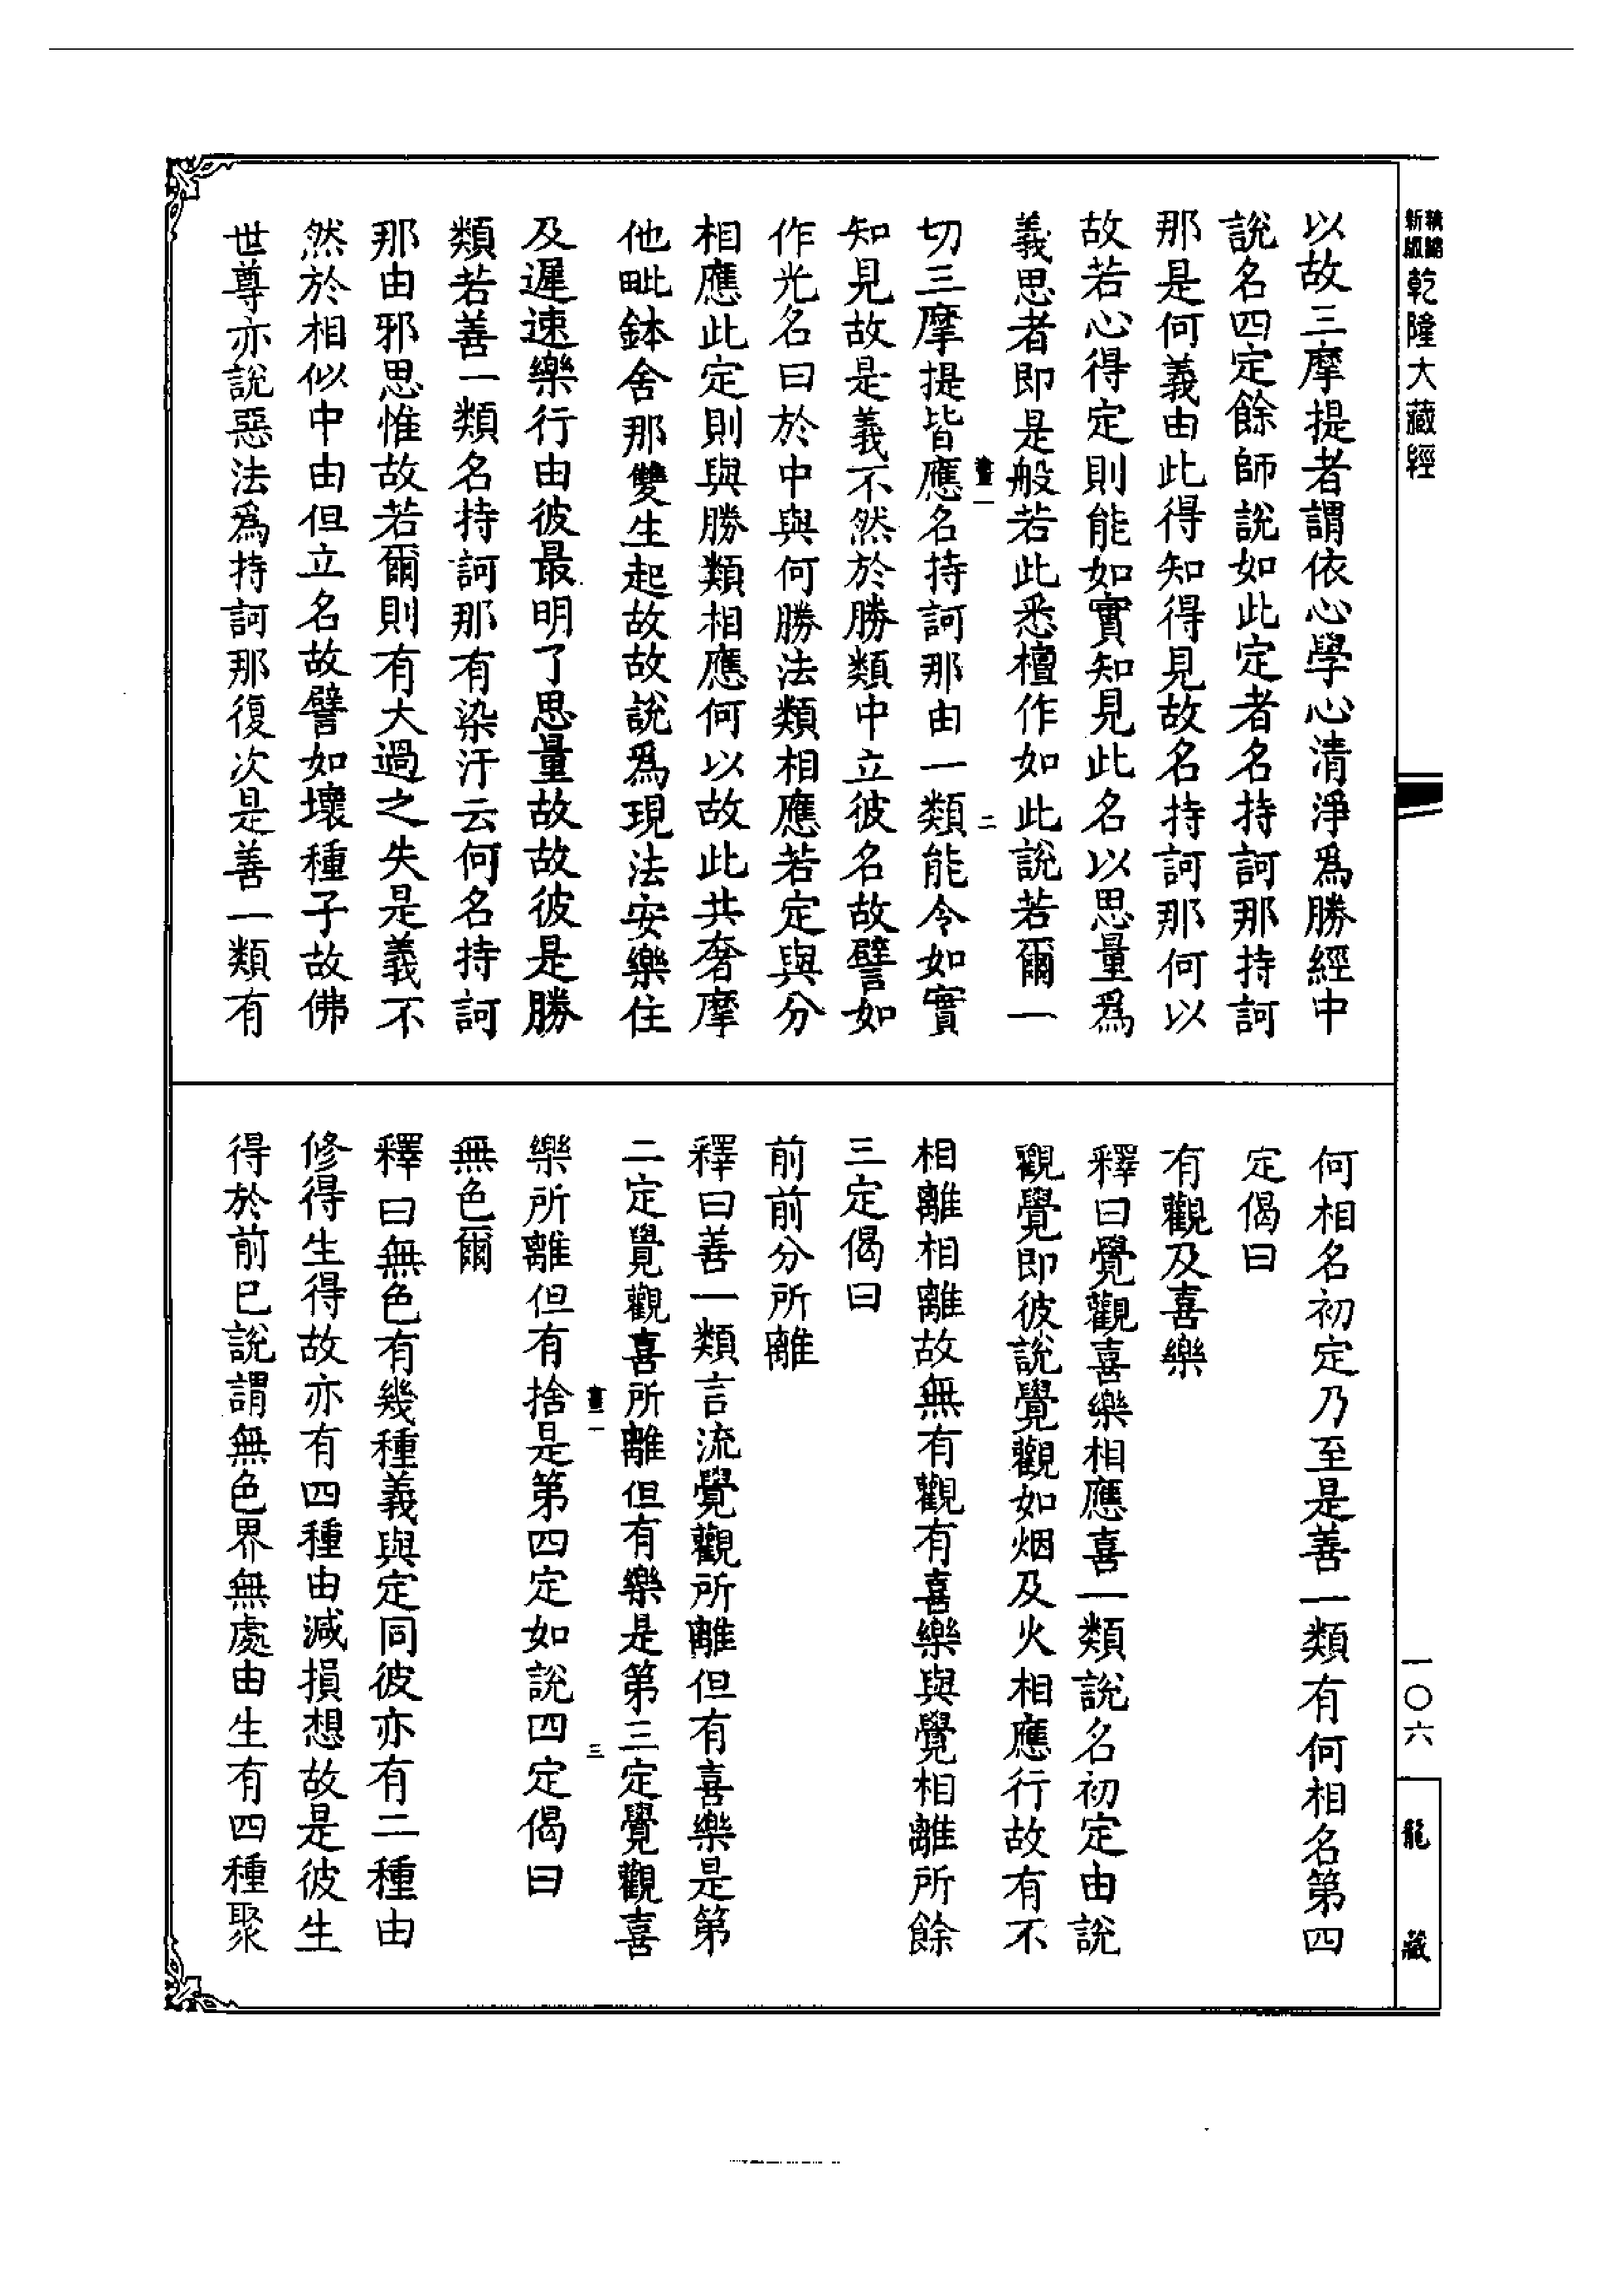 精縮新版乾隆大藏經
一〇六
龍藏
以故三摩提者謂依心學心清淨為勝經中
說名四定餘師說如此定者名持訶那持訶
那是何義由此得知得見故名持訶那何以
故若心得定則能如實知見此名以思量為
義思者即是般若此悉檀作如此說若爾一
畫一
二
切三摩提皆應名持訶那由一類能令如實
知見故是義不然於勝類中立彼名故譬如
作光名曰於中與何勝法類相應若定與分
相應此定則與勝類相應何以故此共奢摩
他毗鉢舍那雙生起故故說為現法安樂住
及遲速樂行由彼最明了思量故故彼是勝
類若善一類名持訶那有染汙云何名持訶
那由邪思惟故若爾則有大過之失是義不
然於相似中由但立名故譬如壞種子故佛
世尊亦說惡法為持訶那復次是善一類有
何相名初定乃至是善一類有何相名第四
定偈曰
有觀及喜樂
釋曰覺觀喜樂相應善一類說名初定由說
觀覺即彼說覺觀如烟及火相應行故有不
相離相離故無有觀有喜樂與覺相離所餘
三定偈曰
前前分所離
釋曰善一類言流覺觀所離但有喜樂是第
二定覺觀喜所離但有樂是第三定覺觀喜
畫一
三
樂所離但有捨是第四定如說四定偈曰
無色爾
釋曰無色有幾種義與定同彼亦有二種由
修得生得故亦有四種由減損想故是彼生
得於前已說謂無色界無處由生有四種聚